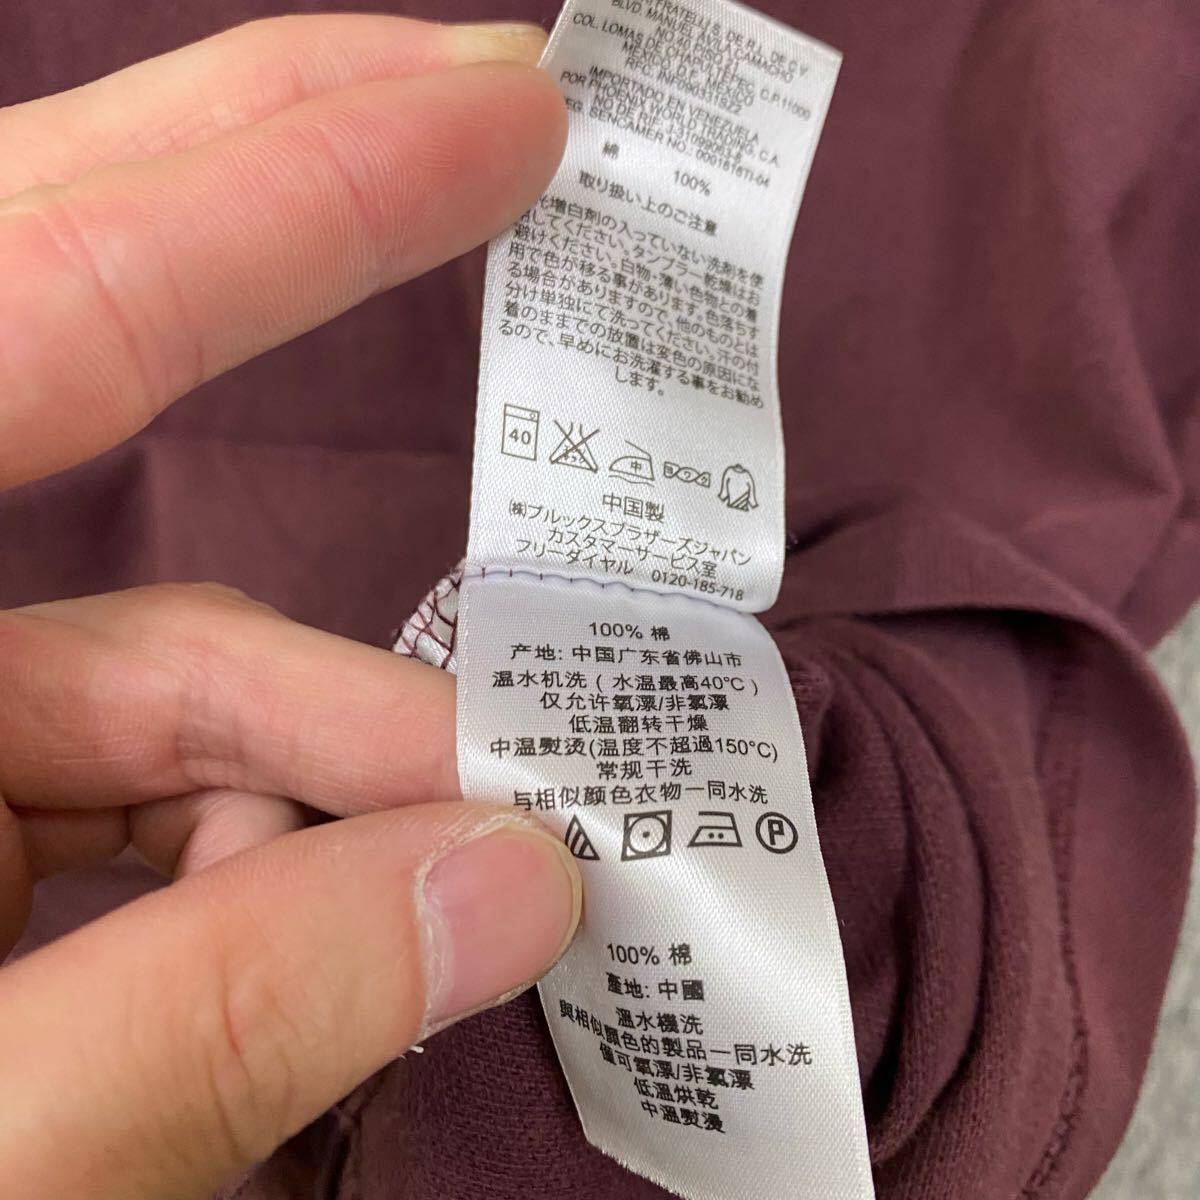 FRATELLI S. DE R.L. DE C.V.
BLVD. MANUEL AVILA CAMACHO
NO.40 PISO 21
COL. LOMAS DE CHAPULTEPEC, C.P.11000
MEXICO D.F. MEXICO
IMPORTADO EN VENEZUELA
POR PHOENIX WORLD TRADING, C.A.
SENCAMER NO.: 0001616TI-04
綿 100%
取り扱い上のご注意
光増白剤の入っていない洗剤を使
用してください。タンブラー乾燥はお
避けください。白物・薄い色物との着
用で色が移る事があります。色落ちす
る場合がありますので、他のものとは
分け単独にて洗ってください。汗の付
着のままでの放置は変色の原因にな
るので、早めにお洗濯する事をお勧め
します。
40
中
中国製
㈱ブルックスブラザーズジャパン
カスタマーサービス室
フリーダイヤル 0120-185-718
100% 棉
产地: 中国广东省佛山市
温水机洗 ( 水温最高40°C )
仅允许氧漂/非氯漂
低温翻转干燥
中温熨烫(温度不超過150°C)
常规干洗
与相似颜色衣物一同水洗
P
100% 棉
產地: 中國
溫水機洗
與相似顏色的製品一同水洗
僅可氧漂/非氯漂
低溫烘乾
中溫熨燙